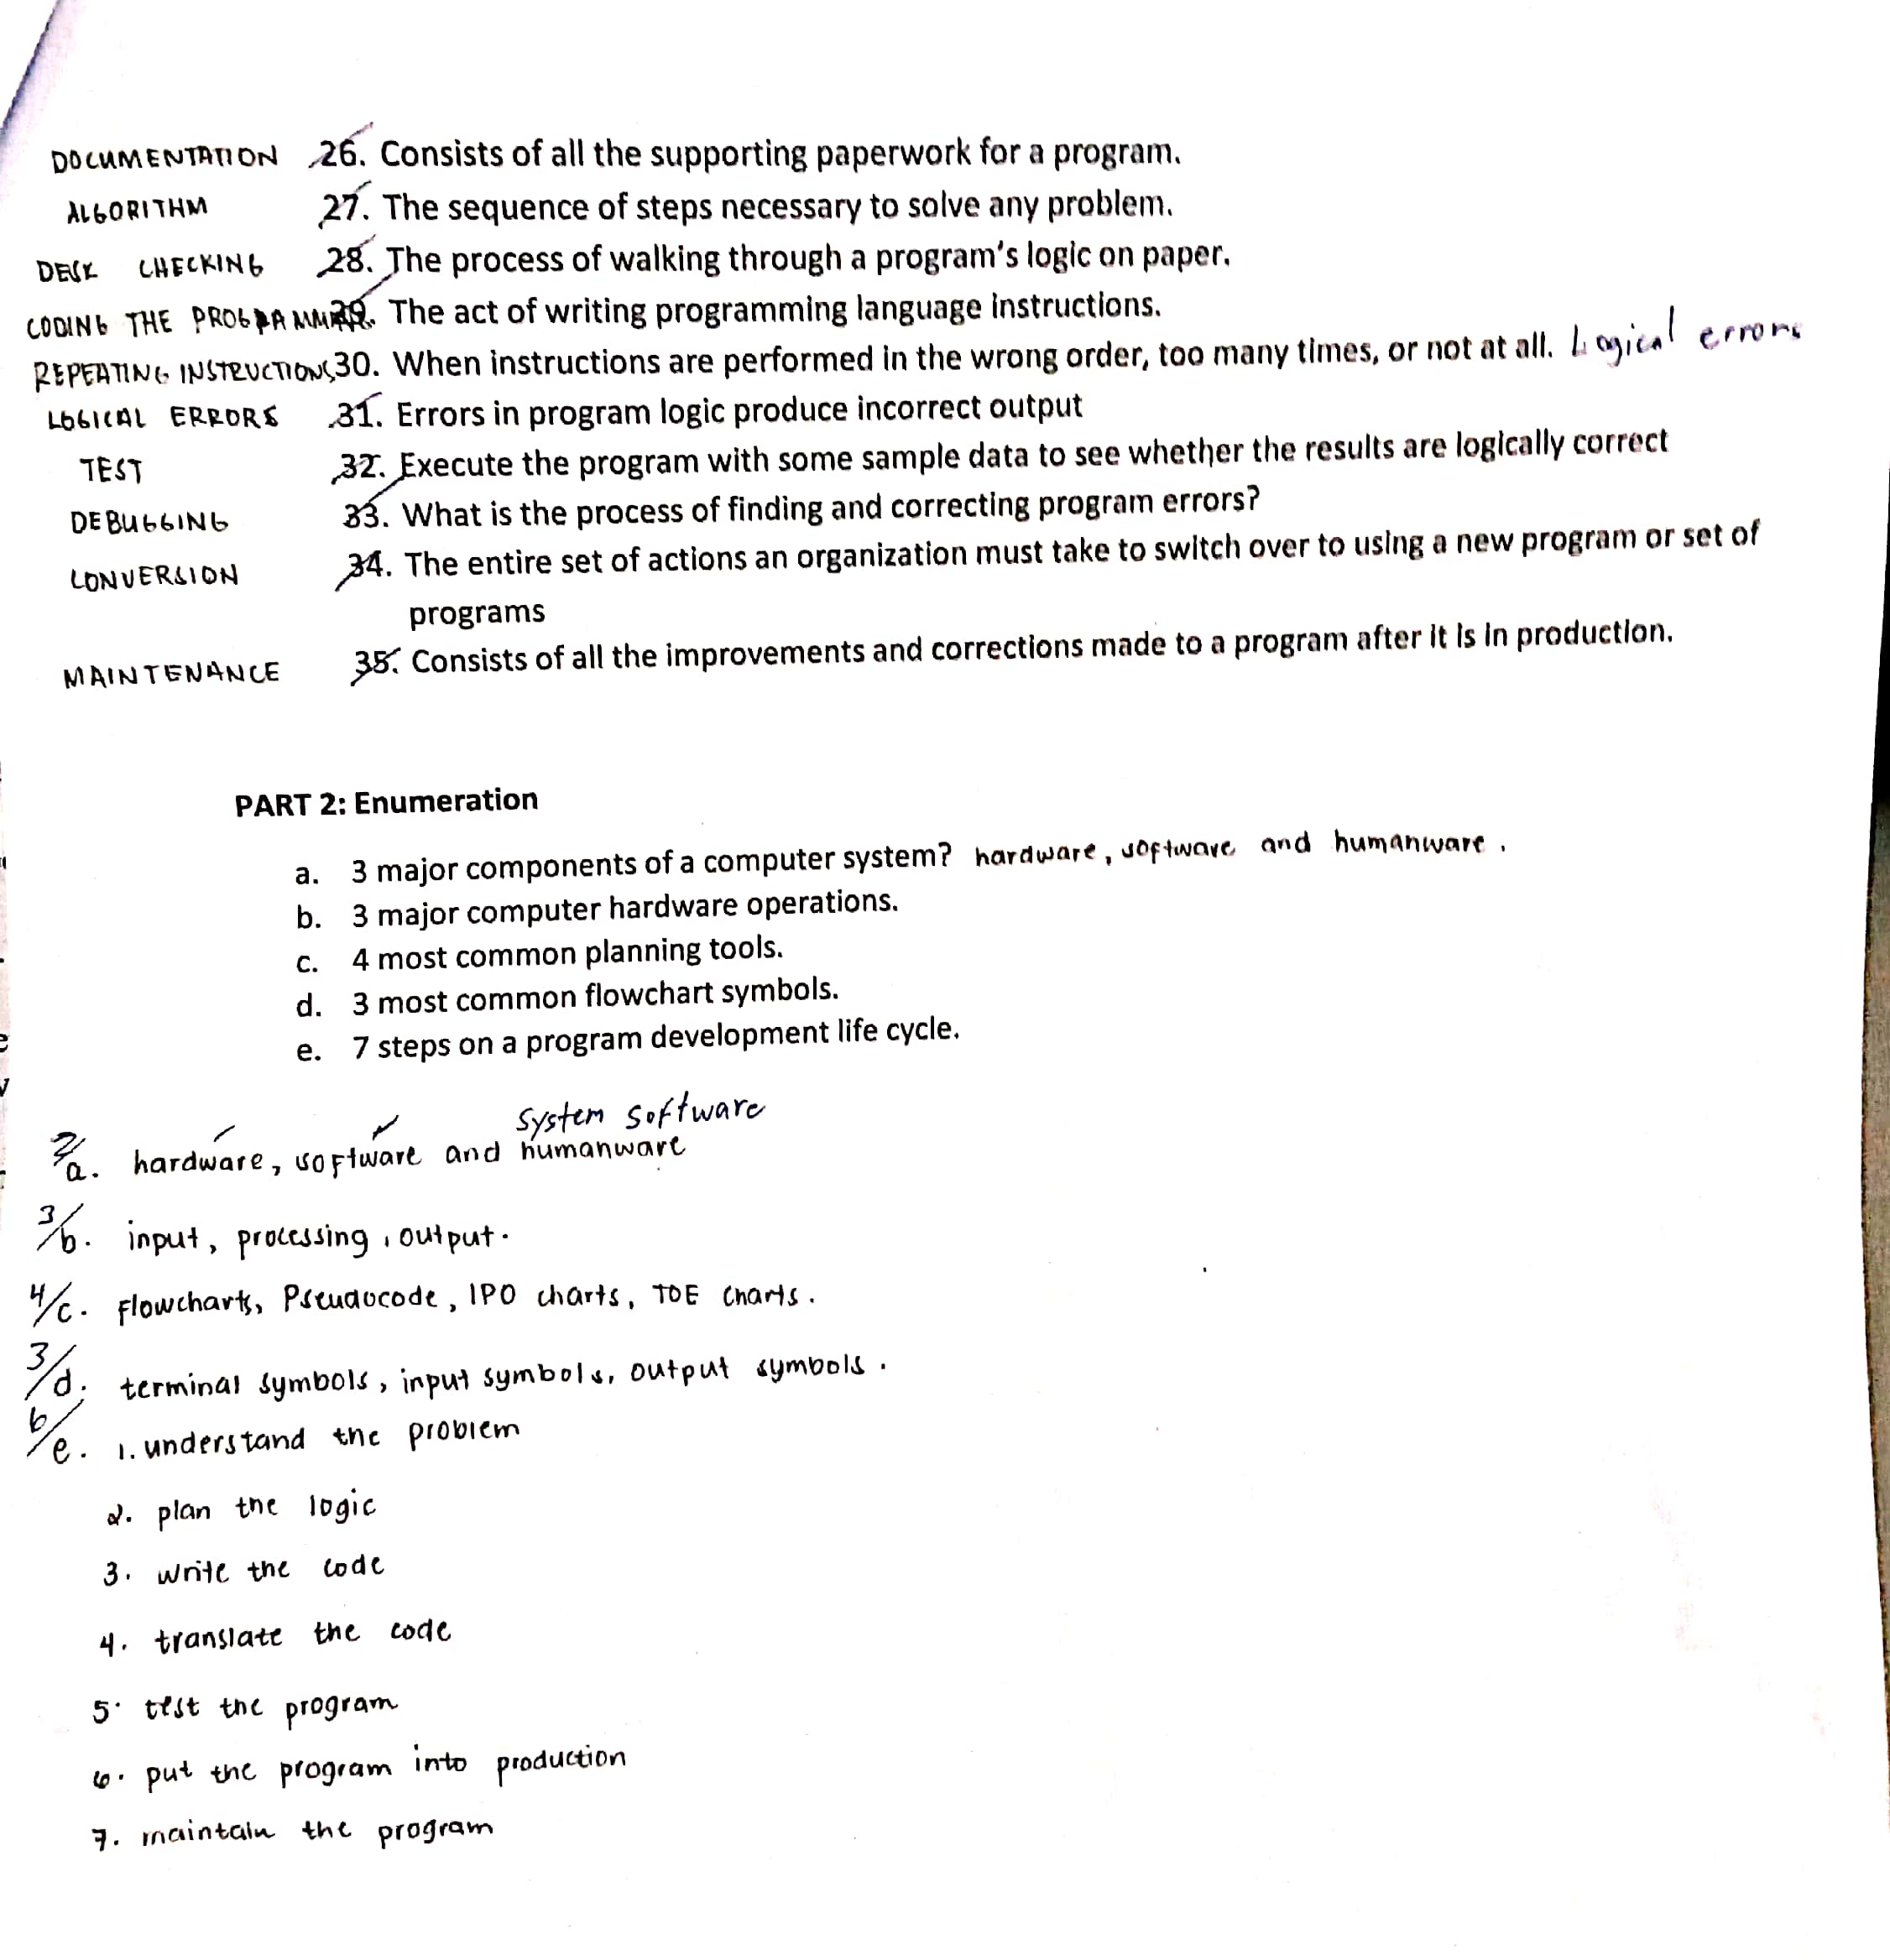 DOCUMENTATION 26. Consists of all the supporting paperwork for a program.
ALGORITHM 27. The sequence of steps necessary to solve any problem.
DESK CHECKING 28. The process of walking through a program's logic on paper.
CODING THE 29. The act of writing programming language instructions.
REPEATING INSTRUCTIONS 30. When instructions are performed in the wrong order, too many times, or not at all. Logical errors
LOGICAL ERRORS 31. Errors in program logic produce incorrect output
TEST 32. Execute the program with some sample data to see whether the results are logically correct
DEBUGGING 33. What is the process of finding and correcting program errors?
CONVERSION 34. The entire set of actions an organization must take to switch over to using a new program or set of
programs
MAINTENANCE 35. Consists of all the improvements and corrections made to a program after it is in production.
PART 2: Enumeration
a. 3 major components of a computer system? hardware, software and humanware.
b. 3 major computer hardware operations.
c. 4 most common planning tools.
d. 3 most common flowchart symbols.
e. 7 steps on a program development life cycle.
System software
2/a. hardware, software and humanware
3/b. input, processing, output.
4/c. Flowcharts, Pseudocode, IPO charts, TOE charts.
3/d. terminal symbols, input symbols, output symbols.
6/e. 1. understand the problem
2. plan the logic
3. write the code
4. translate the code
5. test the program
6. put the program into production
7. maintain the program